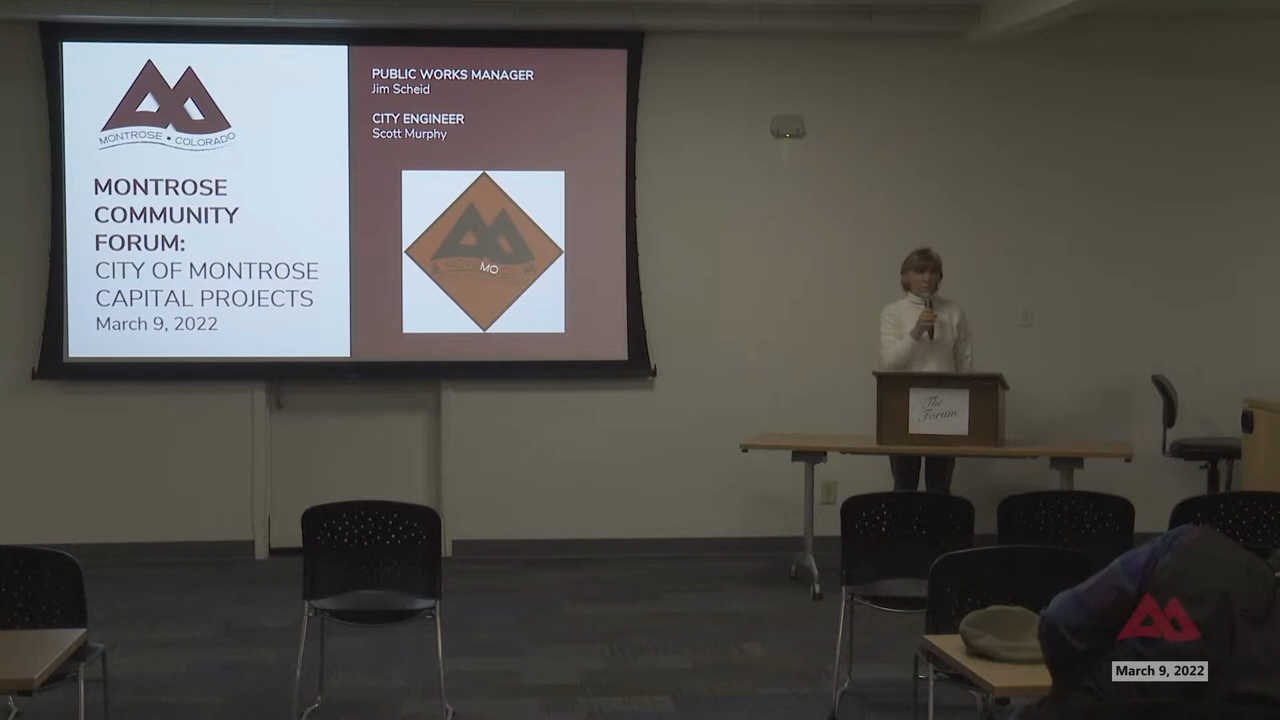 MONTROSE • COLORADO
MONTROSE
COMMUNITY
FORUM:
CITY OF MONTROSE
CAPITAL PROJECTS
March 9, 2022
PUBLIC WORKS MANAGER
Jim Scheid
CITY ENGINEER
Scott Murphy
MO
The
Forum
March 9, 2022